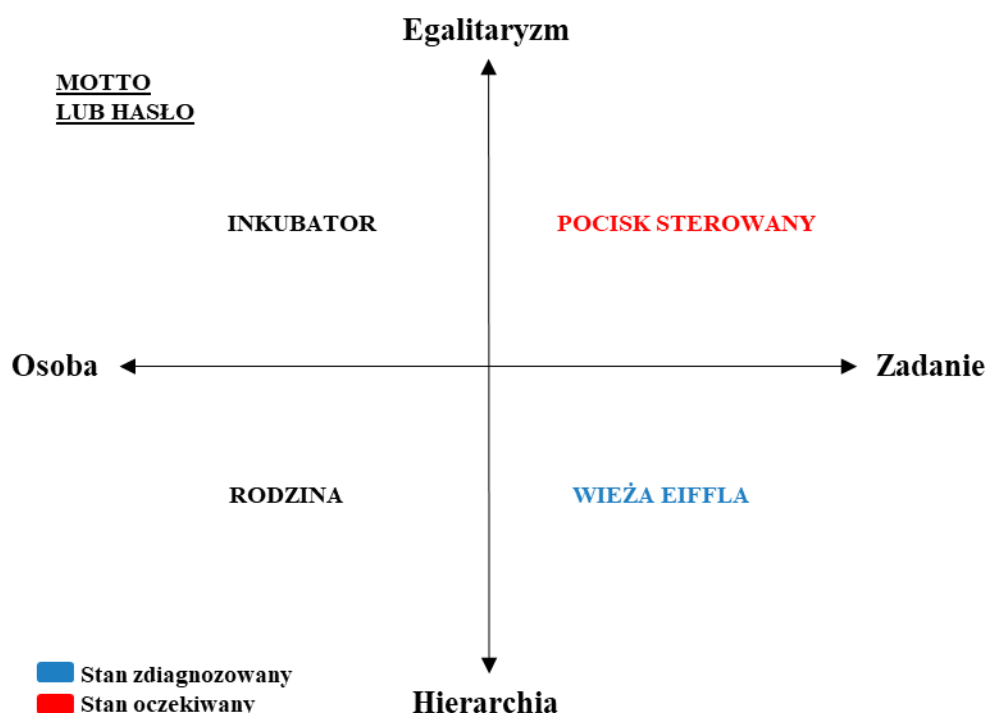 Egalitaryzm
MOTTO
LUB HASŁO
INKUBATOR
POCISK STEROWANY
Osoba
Zadanie
RODZINA
WIEŻA EIFFLA
Stan zdiagnozowany
Stan oczekiwany
Hierarchia